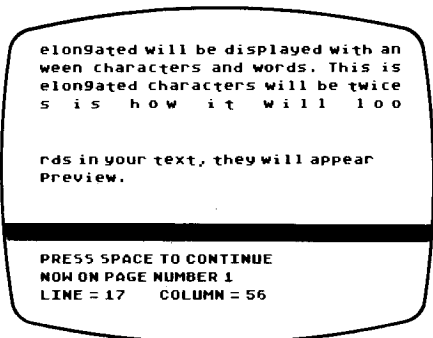 elongated will be displayed with an
ween characters and words. This is
elongated characters will be twice
s i s h o w i t w i l l l o o
rds in your text, they will appear
Preview.
PRESS SPACE TO CONTINUE
NOW ON PAGE NUMBER 1
LINE = 17 COLUMN = 56